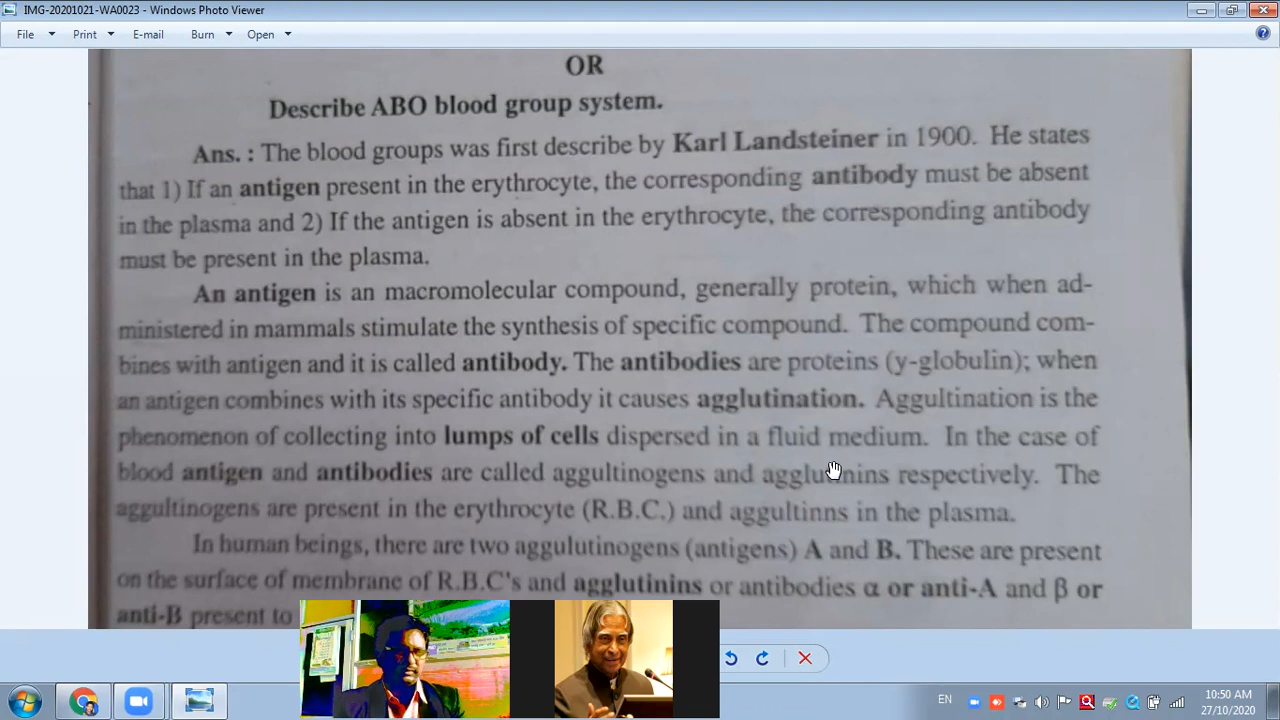 IMG-20201021-WA0023 - Windows Photo Viewer
File Print E-mail Burn Open
OR
Describe ABO blood group system.
Ans. : The blood groups was first describe by Karl Landsteiner in 1900. He states
that 1) If an antigen present in the erythrocyte, the corresponding antibody must be absent
in the plasma and 2) If the antigen is absent in the erythrocyte, the corresponding antibody
must be present in the plasma.
An antigen is an macromolecular compound, generally protein, which when ad-
ministered in mammals stimulate the synthesis of specific compound. The compound com-
bines with antigen and it is called antibody. The antibodies are proteins (y-globulin); when
an antigen combines with its specific antibody it causes agglutination. Aggultination is the
phenomenon of collecting into lumps of cells dispersed in a fluid medium. In the case of
blood antigen and antibodies are called aggultinogens and agglutinins respectively. The
aggultinogens are present in the erythrocyte (R.B.C.) and aggultinns in the plasma.
In human beings, there are two aggulutinogens (antigens) A and B. These are present
on the surface of membrane of R.B.C's and agglutinins or antibodies α or anti-A and β or
anti-B present to
EN
10:50 AM
27/10/2020